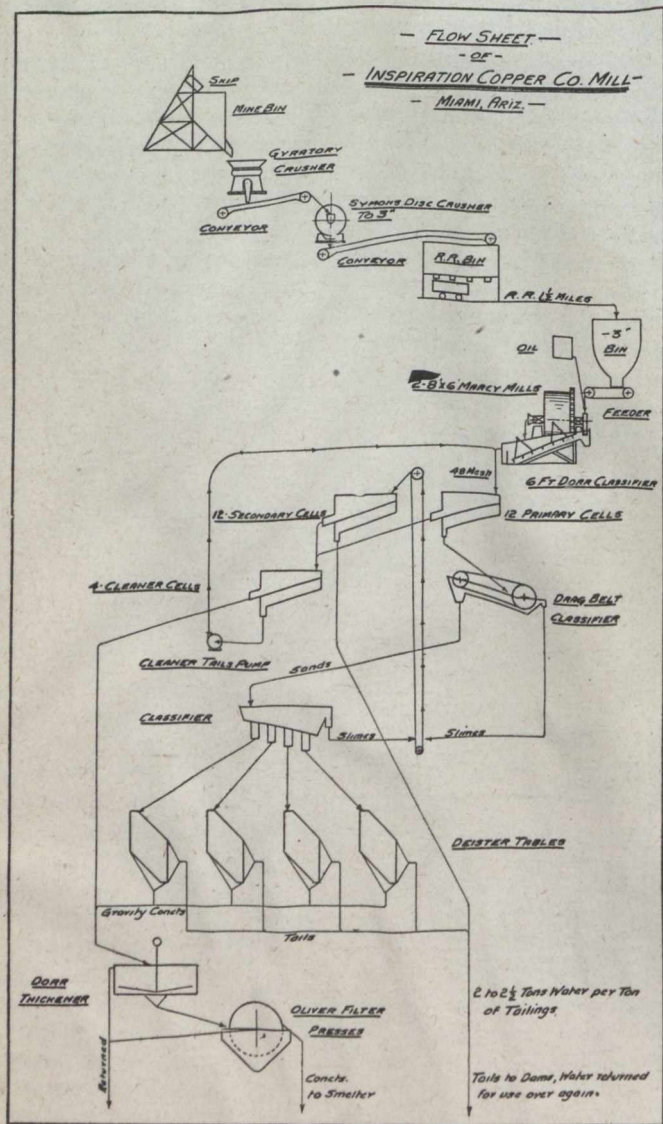 — FLOW SHEET —
- OF -
- INSPIRATION COPPER CO. MILL -
- MIAMI, ARIZ. -
SKIP
MINE BIN
GYRATORY
CRUSHER
CONVEYOR
SYMONS DISC CRUSHER
TO 3"
CONVEYOR
R.R. BIN
R.R. 1½ MILES
-3"
BIN
OIL
2-8'x6' MARCY MILLS
FEEDER
6 FT DORR CLASSIFIER
48 Mesh
12-SECONDARY CELLS
12 PRIMARY CELLS
4-CLEANER CELLS
DRAG BELT
CLASSIFIER
CLEANER TAILS PUMP
Sands
CLASSIFIER
Slimes
Slimes
DEISTER TABLES
Gravity Concts
Tails
DORR
THICKENER
OLIVER FILTER
PRESSES
2 to 2½ Tons Water per Ton
of Tailings.
Returned
Concts.
to Smelter
Tails to Dams, Water returned
for use over again.